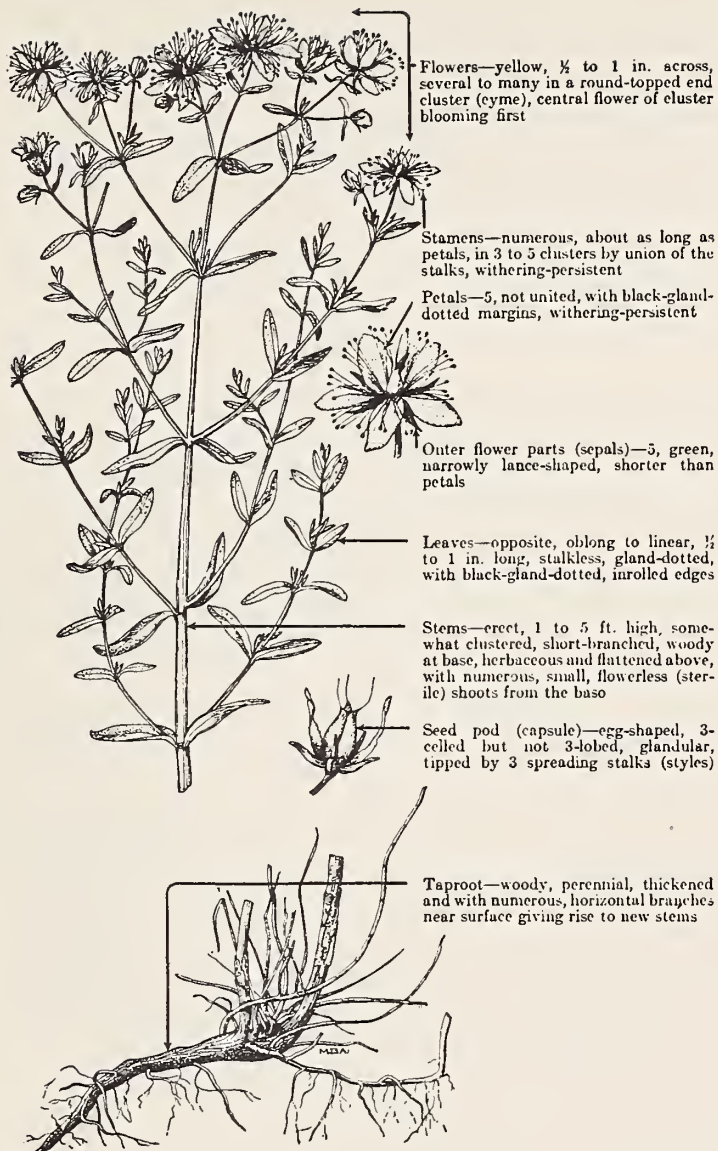 Flowers—yellow, ½ to 1 in. across,
several to many in a round-topped end
cluster (cyme), central flower of cluster
blooming first
Stamens—numerous, about as long as
petals, in 3 to 5 clusters by union of the
stalks, withering-persistent
Petals—5, not united, with black-gland-
dotted margins, withering-persistent
Outer flower parts (sepals)—5, green,
narrowly lance-shaped, shorter than
petals
Leaves—opposite, oblong to linear, ½
to 1 in. long, stalkless, gland-dotted,
with black-gland-dotted, inrolled edges
Stems—erect, 1 to 5 ft. high, some-
what clustered, short-branched, woody
at base, herbaceous and flattened above,
with numerous, small, flowerless (ster-
ile) shoots from the base
Seed pod (capsule)—egg-shaped, 3-
celled but not 3-lobed, glandular,
tipped by 3 spreading stalks (styles)
Taproot—woody, perennial, thickened
and with numerous, horizontal branches
near surface giving rise to new stems